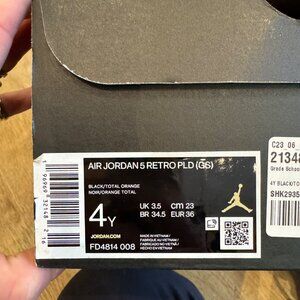 AIR JORDAN 5 RETRO PLD (GS)
BLACK/TOTAL ORANGE
NOIR/ORANGE TOTAL
4Y
UK 3.5 cm 23
BR 34.5 EUR 36
JORDAN.COM
FD4814 008
MADE IN VIETNAM
FABRIQUÉ AU VIETNAM
FABRICADO EN VIETNAM
C23 06
2134
Grade School
4Y BLACK/TO
SHK2935